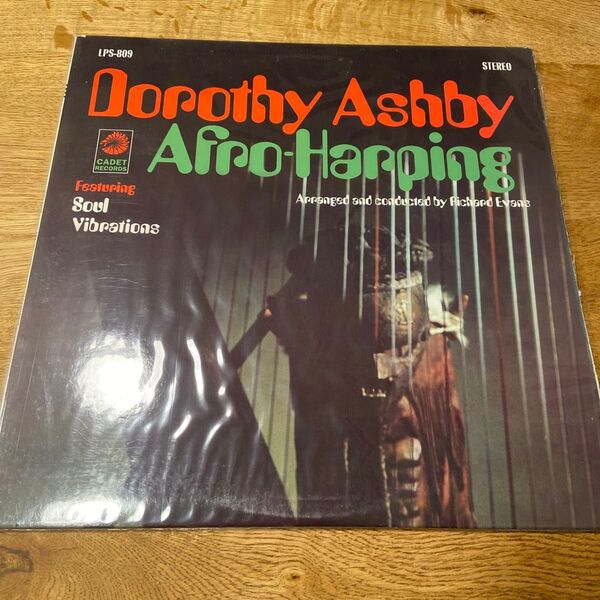 LPS-809
STEREO
Dorothy Ashby
Afro-Harping
CADET
RECORDS
Arranged and conducted by Richard Evans
Featuring
Soul
Vibrations